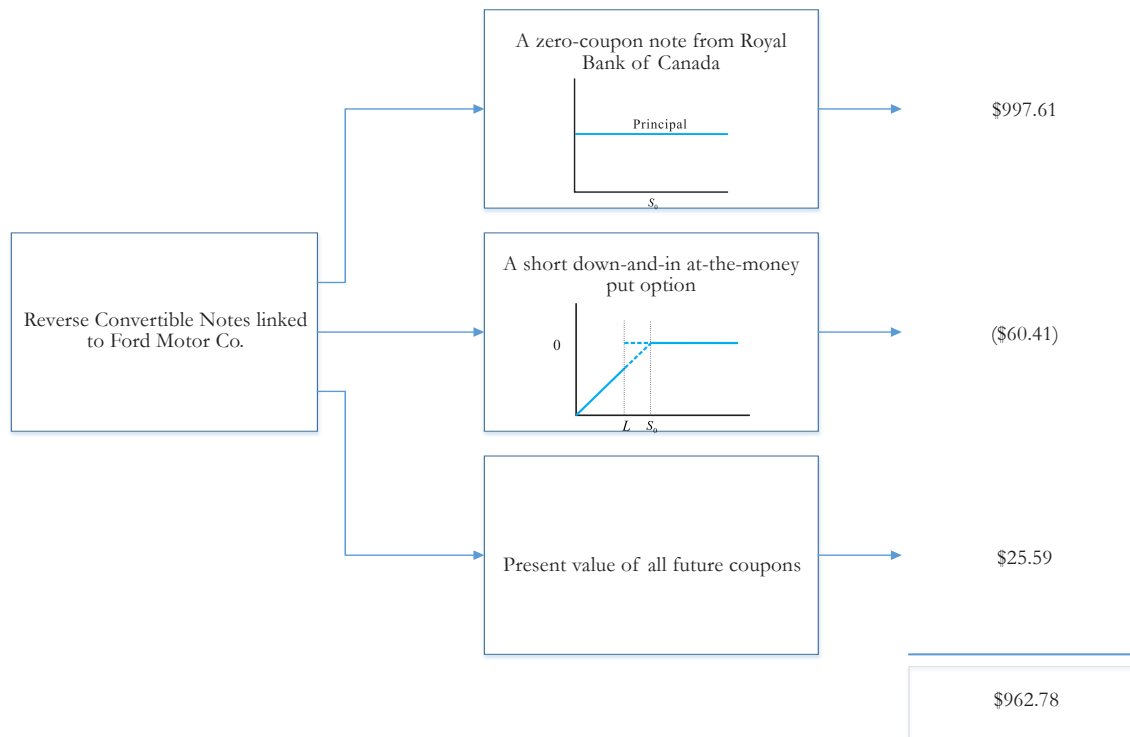 A zero-coupon note from Royal
Bank of Canada
Principal
S₀
$997.61
Reverse Convertible Notes linked
to Ford Motor Co.
A short down-and-in at-the-money
put option
0
L S₀
($60.41)
Present value of all future coupons
$25.59
$962.78